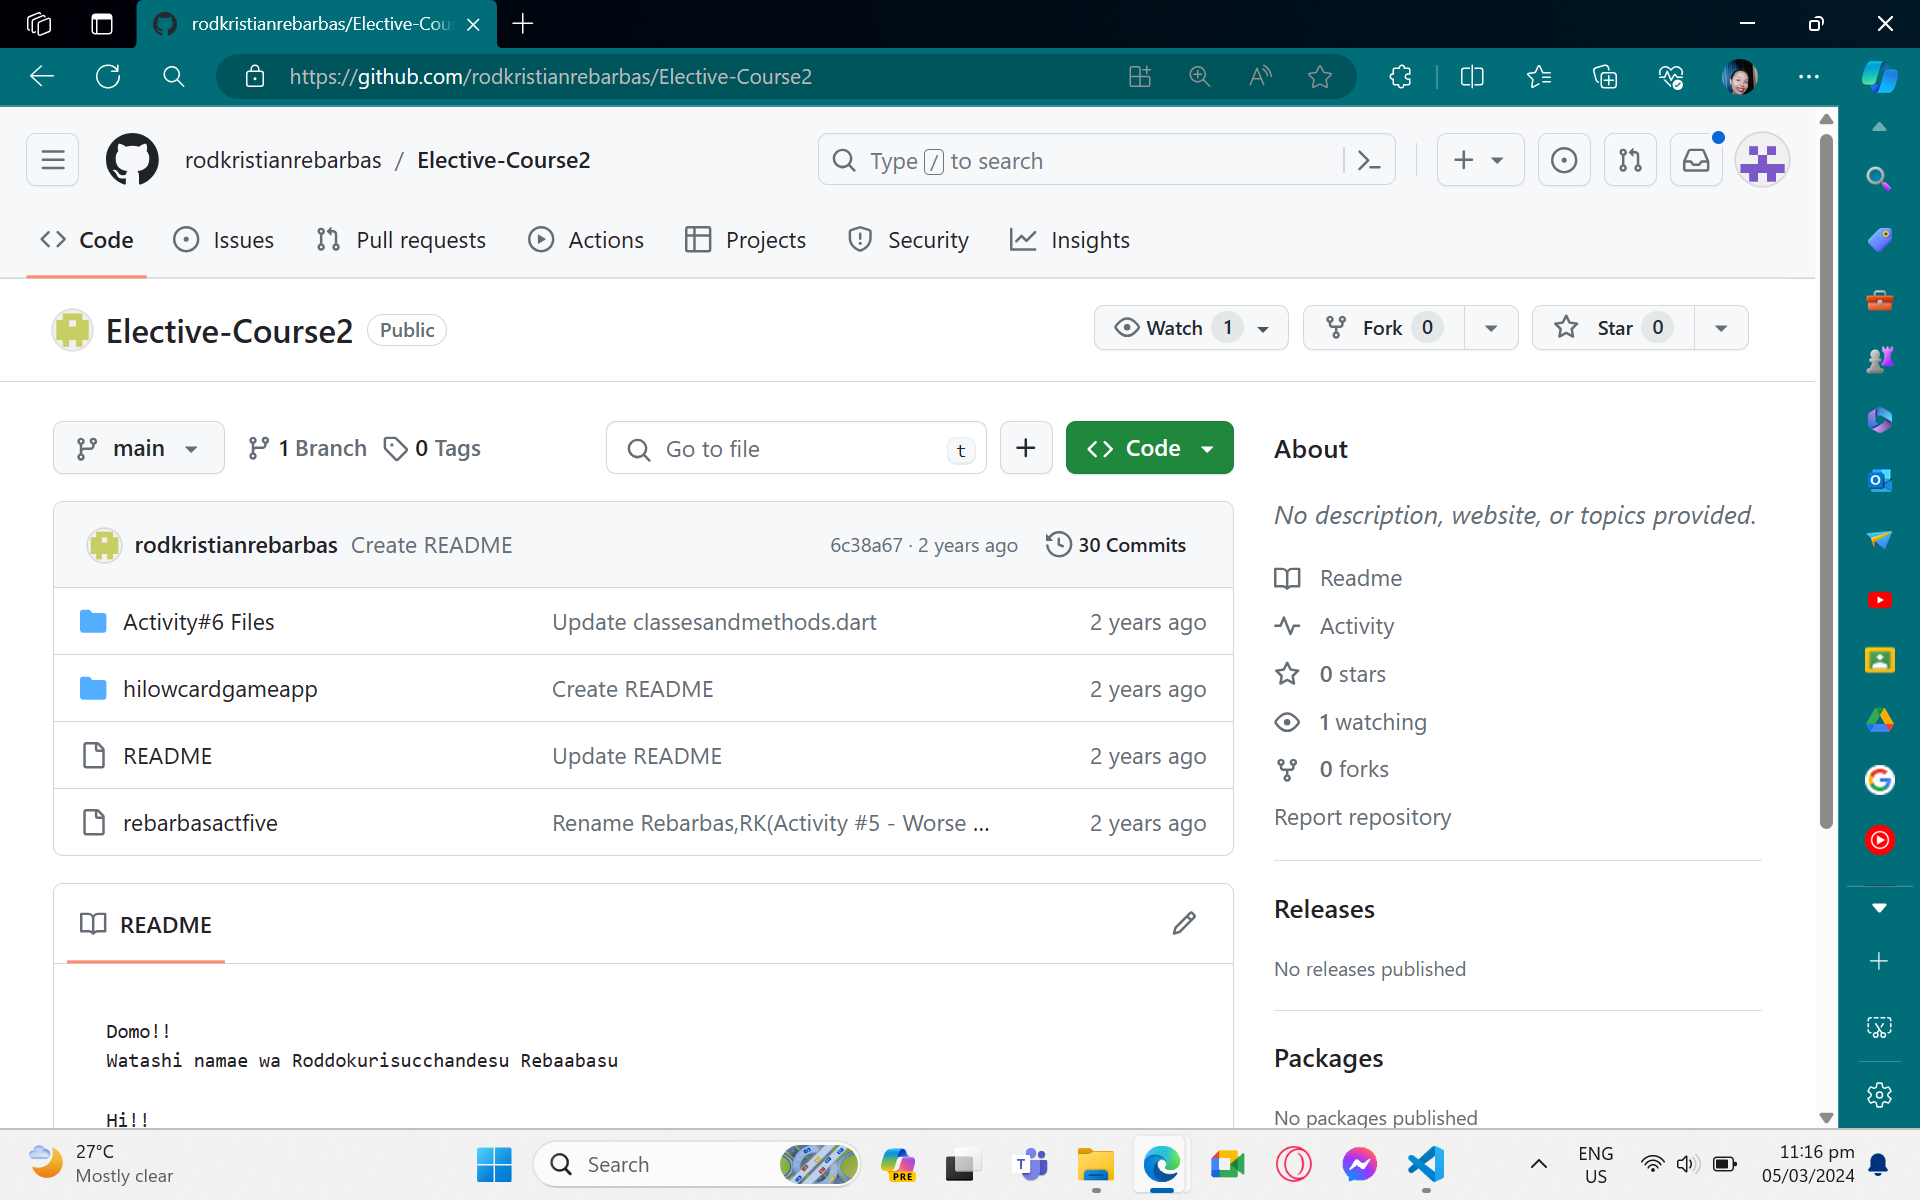 rodkristianrebarbas/Elective-Cou
https://github.com/rodkristianrebarbas/Elective-Course2
rodkristianrebarbas / Elective-Course2
Type / to search
Code Issues Pull requests Actions Projects Security Insights
Elective-Course2 Public
Watch 1 Fork 0 Star 0
main 1 Branch 0 Tags Go to file t Code
rodkristianrebarbas Create README 6c38a67 · 2 years ago 30 Commits
Activity#6 Files Update classesandmethods.dart 2 years ago
hilowcardgameapp Create README 2 years ago
README Update README 2 years ago
rebarbasactfive Rename Rebarbas,RK(Activity #5 - Worse ... 2 years ago
README
Domo!!
Watashi namae wa Roddokurisucchandesu Rebaabasu
Hi!!
About
No description, website, or topics provided.
Readme
Activity
0 stars
1 watching
0 forks
Report repository
Releases
No releases published
Packages
No packages published
27°C
Mostly clear
Search
PRE
ENG
US
11:16 pm
05/03/2024